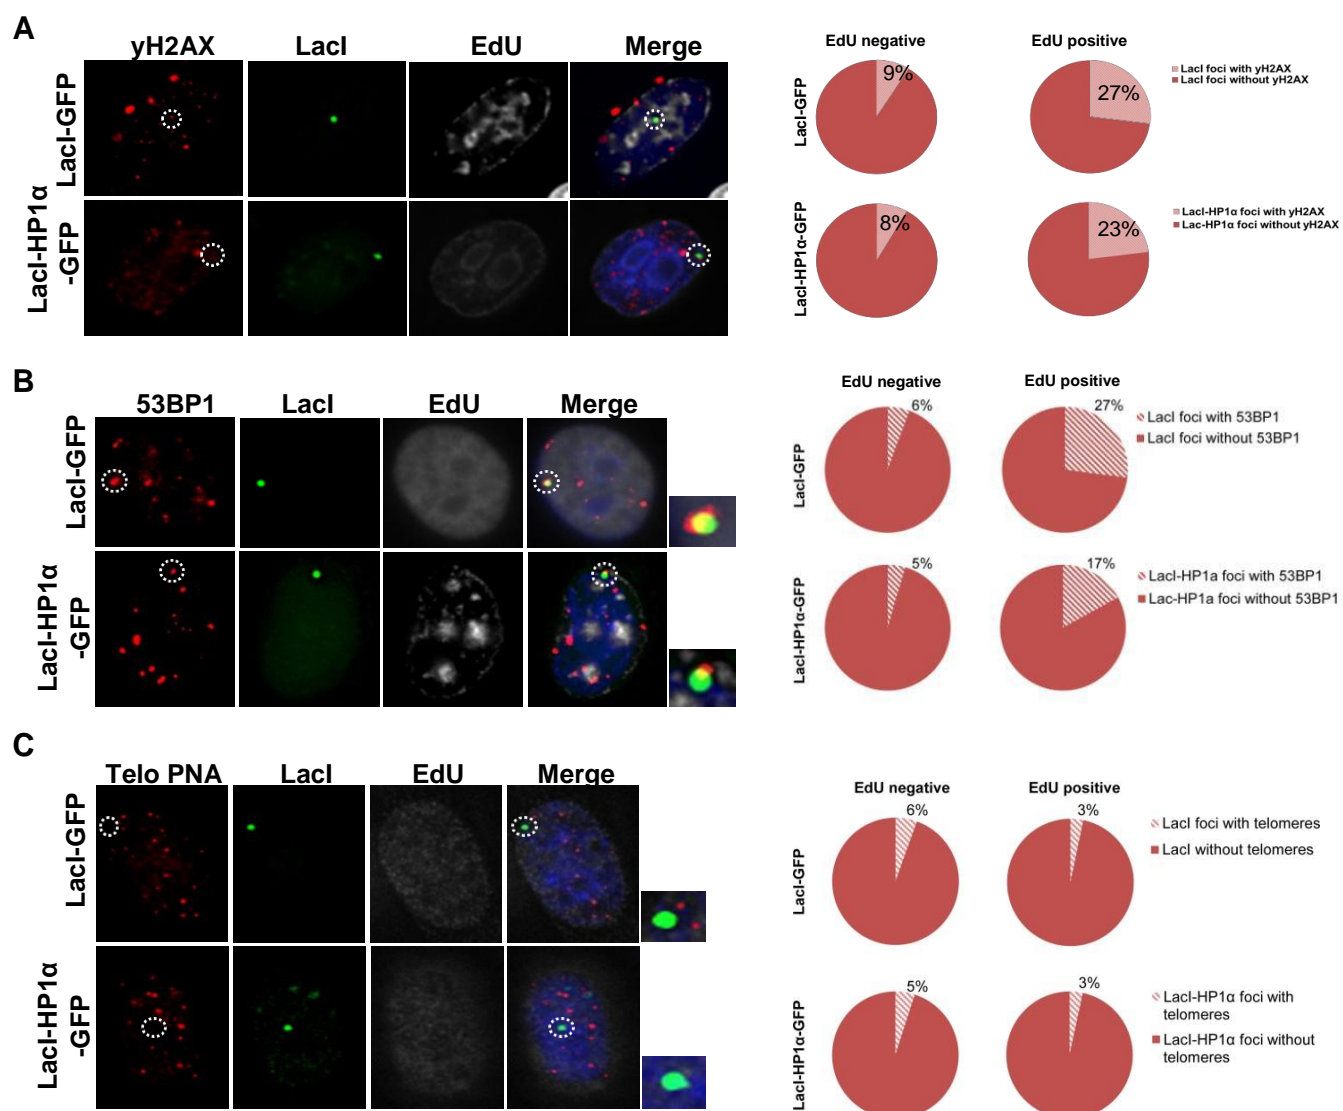 A
yH2AX LacI EdU Merge
LacI-GFP
LacI-HP1α
-GFP
EdU negative EdU positive
LacI-GFP
9%
27%
LacI foci with yH2AX
LacI foci without yH2AX
LacI-HP1α-GFP
8%
23%
LacI-HP1α foci with yH2AX
Lac-HP1α foci without yH2AX
B
53BP1 LacI EdU Merge
LacI-GFP
LacI-HP1α
-GFP
EdU negative EdU positive
LacI-GFP
6%
27%
LacI foci with 53BP1
LacI foci without 53BP1
LacI-HP1α-GFP
5%
17%
LacI-HP1a foci with 53BP1
Lac-HP1a foci without 53BP1
C
Telo PNA LacI EdU Merge
LacI-GFP
LacI-HP1α
-GFP
EdU negative EdU positive
LacI-GFP
6%
3%
LacI foci with telomeres
LacI without telomeres
LacI-HP1α-GFP
5%
3%
LacI-HP1α foci with
telomeres
LacI-HP1α foci without
telomeres